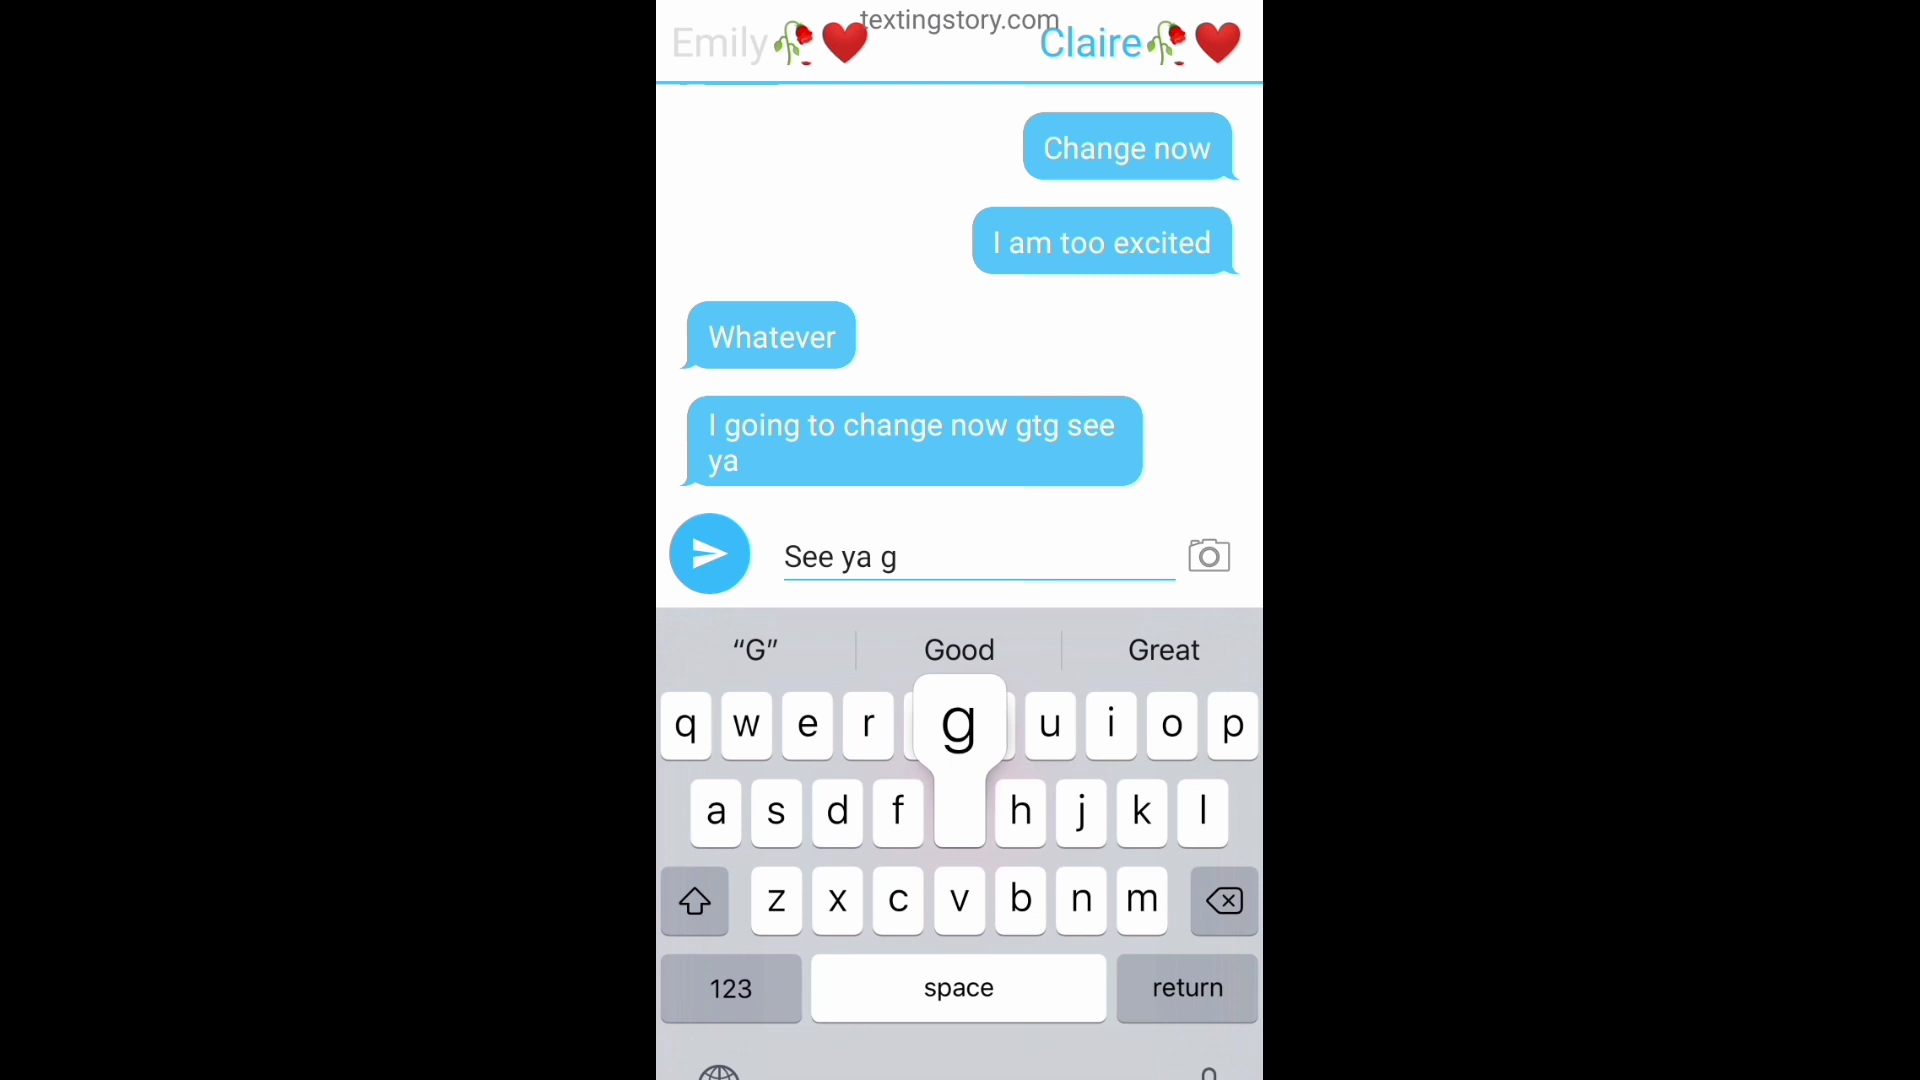 textingstory.com
Emily🥀❤️ Claire🥀❤️
Change now
I am too excited
Whatever
I going to change now gtg see
ya
See ya g
“G” Good Great
q w e r g u i o p
a s d f h j k l
z x c v b n m
123 space return